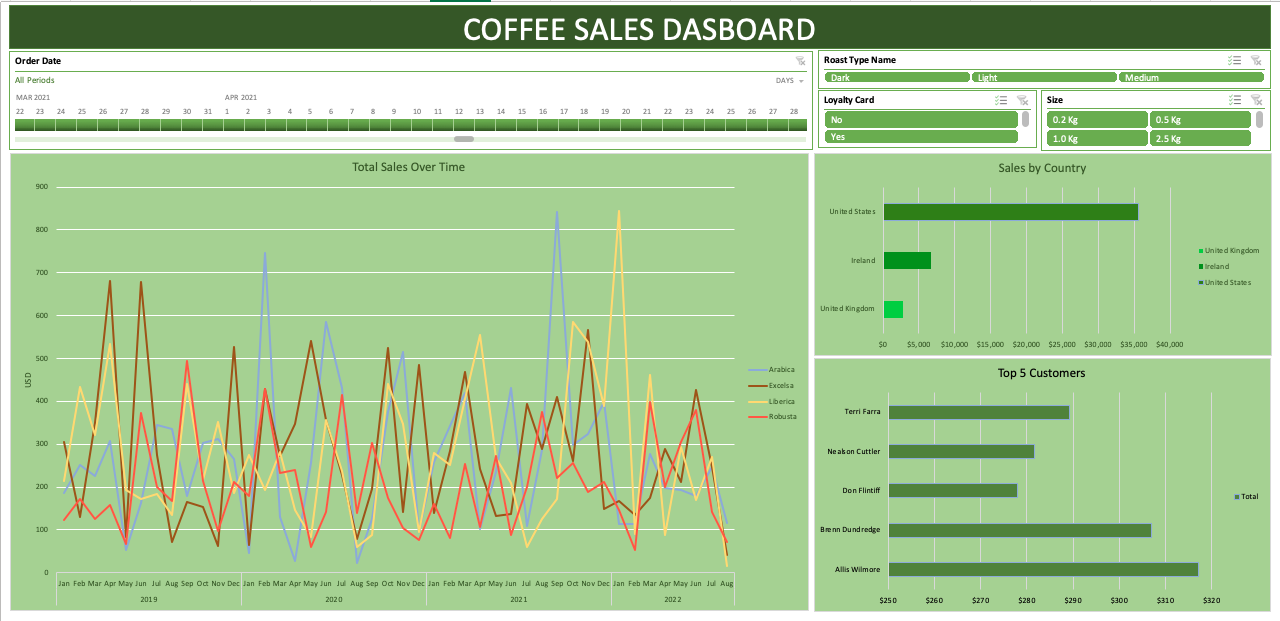 COFFEE SALES DASBOARD
Order Date
All Periods
DAYS
MAR 2021 APR 2021
22 23 24 25 26 27 28 29 30 31 1 2 3 4 5 6 7 8 9 10 11 12 13 14 15 16 17 18 19 20 21 22 23 24 25 26 27 28
Roast Type Name
Dark Light Medium
Loyalty Card
No
Yes
Size
0.2 Kg 0.5 Kg
1.0 Kg 2.5 Kg
Total Sales Over Time
900
800
700
600
500
400
300
200
100
0
USD
Jan Feb Mar Apr May Jun Jul Aug Sep Oct Nov Dec Jan Feb Mar Apr May Jun Jul Aug Sep Oct Nov Dec Jan Feb Mar Apr May Jun Jul Aug Sep Oct Nov Dec Jan Feb Mar Apr May Jun Jul Aug
2019 2020 2021 2022
Arabica
Excelsa
Liberica
Robusta
Sales by Country
United States
Ireland
United Kingdom
$0 $5,000 $10,000 $15,000 $20,000 $25,000 $30,000 $35,000 $40,000
United Kingdom
Ireland
United States
Top 5 Customers
Terri Farra
Nealson Cuttler
Don Flintiff
Brenn Dundredge
Allis Wilmore
$250 $260 $270 $280 $290 $300 $310 $320
Total